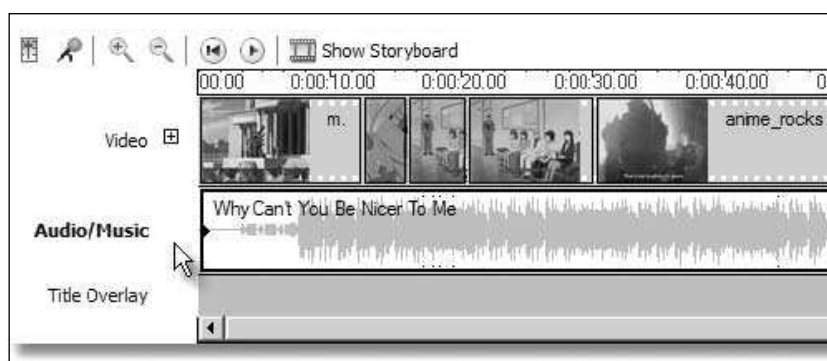 Show Storyboard
00.00 0:00:10.00 0:00:20.00 0:00:30.00 0:00:40.00 0
Video m. anime_rocks
Why Can't You Be Nicer To Me
Audio/Music
Title Overlay